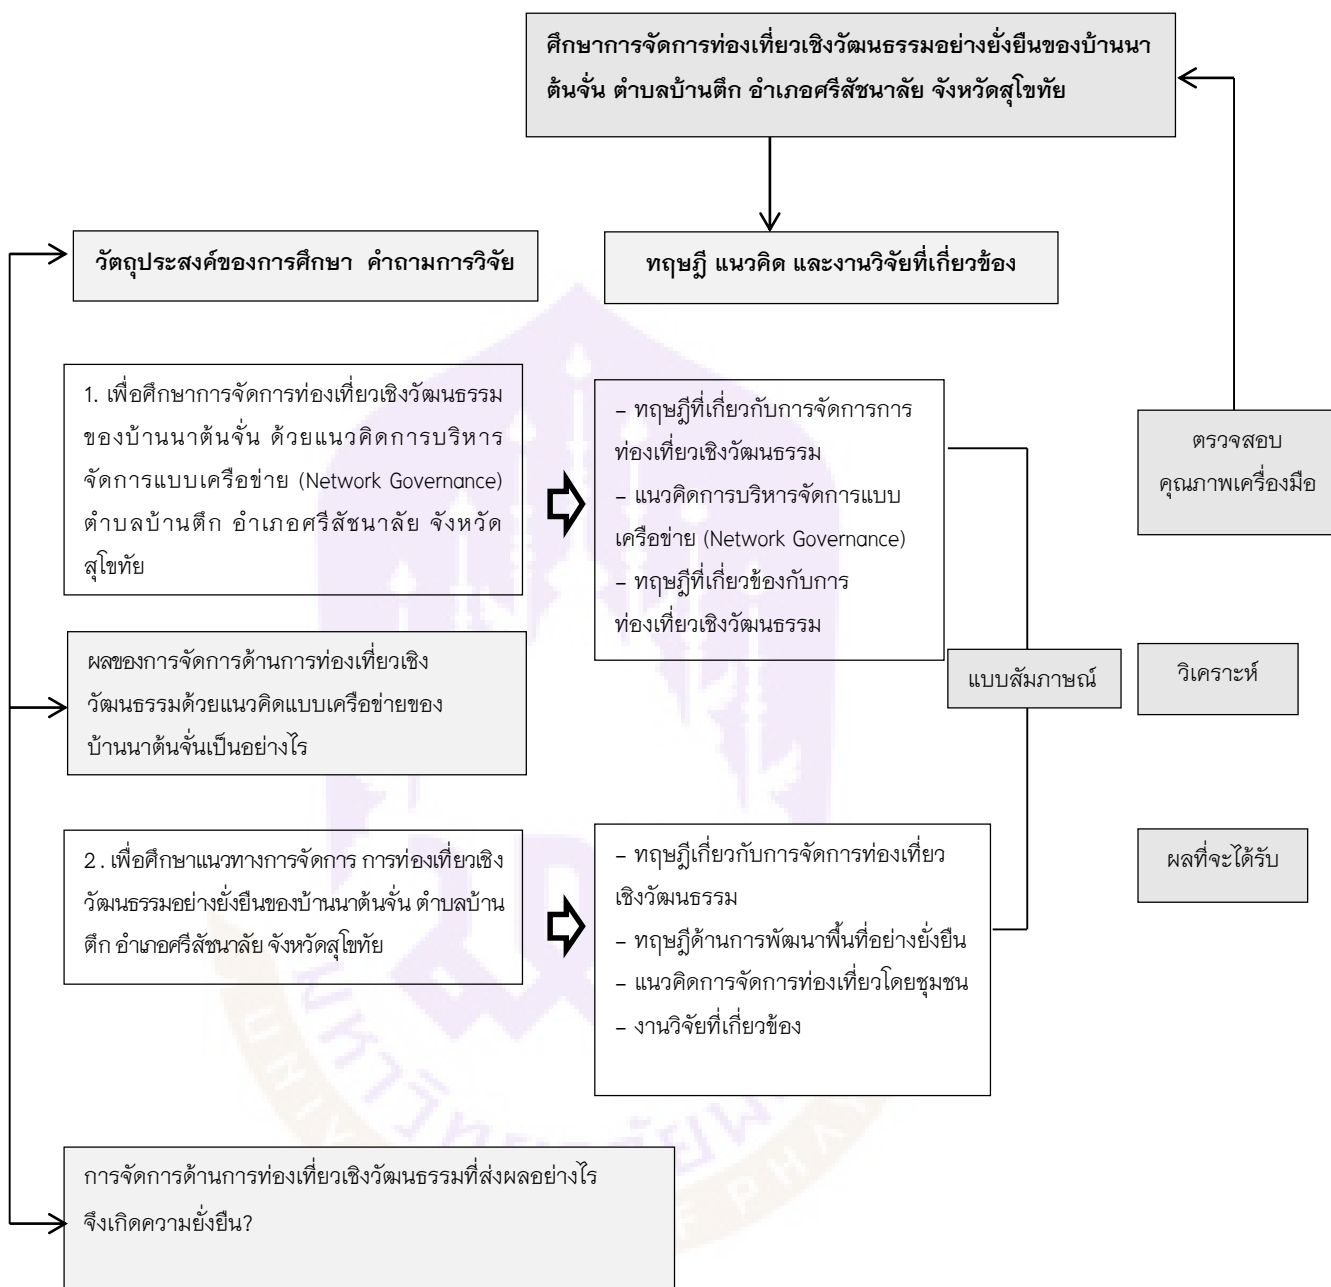 ศึกษาการจัดการท่องเที่ยวเชิงวัฒนธรรมอย่างยั่งยืนของบ้านนา
ต้นจั่น ตำบลบ้านตึก อำเภอศรีสัชนาลัย จังหวัดสุโขทัย
วัตถุประสงค์ของการศึกษา คำถามการวิจัย
ทฤษฎี แนวคิด และงานวิจัยที่เกี่ยวข้อง
1. เพื่อศึกษาการจัดการท่องเที่ยวเชิงวัฒนธรรม
ของบ้านนาต้นจั่น ด้วยแนวคิดการบริหาร
จัดการแบบเครือข่าย (Network Governance)
ตำบลบ้านตึก อำเภอศรีสัชนาลัย จังหวัด
สุโขทัย
– ทฤษฎีที่เกี่ยวกับการจัดการการ
ท่องเที่ยวเชิงวัฒนธรรม
– แนวคิดการบริหารจัดการแบบ
เครือข่าย (Network Governance)
– ทฤษฎีที่เกี่ยวข้องกับการ
ท่องเที่ยวเชิงวัฒนธรรม
ตรวจสอบ
คุณภาพเครื่องมือ
ผลของการจัดการด้านการท่องเที่ยวเชิง
วัฒนธรรมด้วยแนวคิดแบบเครือข่ายของ
บ้านนาต้นจั่นเป็นอย่างไร
แบบสัมภาษณ์
วิเคราะห์
2. เพื่อศึกษาแนวทางการจัดการ การท่องเที่ยวเชิง
วัฒนธรรมอย่างยั่งยืนของบ้านนาต้นจั่น ตำบลบ้าน
ตึก อำเภอศรีสัชนาลัย จังหวัดสุโขทัย
– ทฤษฎีเกี่ยวกับการจัดการท่องเที่ยว
เชิงวัฒนธรรม
– ทฤษฎีด้านการพัฒนาพื้นที่อย่างยั่งยืน
– แนวคิดการจัดการท่องเที่ยวโดยชุมชน
– งานวิจัยที่เกี่ยวข้อง
ผลที่จะได้รับ
การจัดการด้านการท่องเที่ยวเชิงวัฒนธรรมที่ส่งผลอย่างไร
จึงเกิดความยั่งยืน?